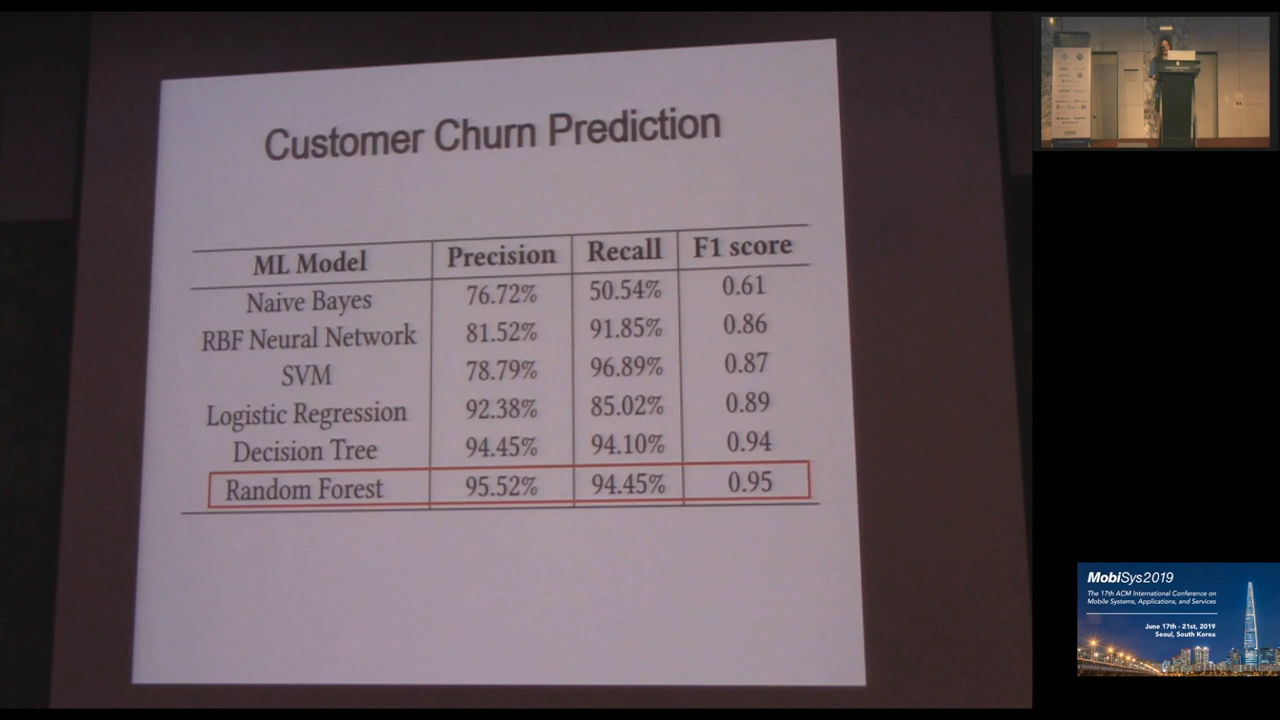 Customer Churn Prediction
ML Model Precision Recall F1 score
Naive Bayes 76.72% 50.54% 0.61
RBF Neural Network 81.52% 91.85% 0.86
SVM 78.79% 96.89% 0.87
Logistic Regression 92.38% 85.02% 0.89
Decision Tree 94.45% 94.10% 0.94
Random Forest 95.52% 94.45% 0.95
MobiSys2019
The 17th ACM International Conference on
Mobile Systems, Applications, and Services
June 17th - 21st, 2019
Seoul, South Korea